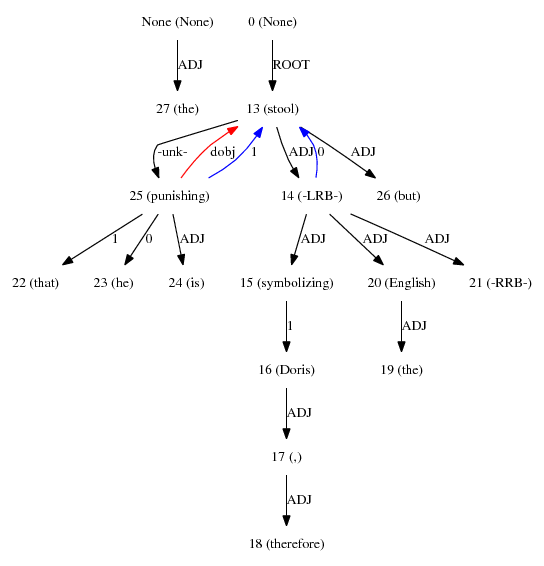 None (None) 0 (None)
ADJ ROOT
27 (the) 13 (stool)
-unk- dobj 1 ADJ 0 ADJ
25 (punishing) 14 (-LRB-) 26 (but)
1 0 ADJ ADJ ADJ ADJ
22 (that) 23 (he) 24 (is) 15 (symbolizing) 20 (English) 21 (-RRB-)
1 ADJ
16 (Doris) 19 (the)
ADJ
17 (,)
ADJ
18 (therefore)